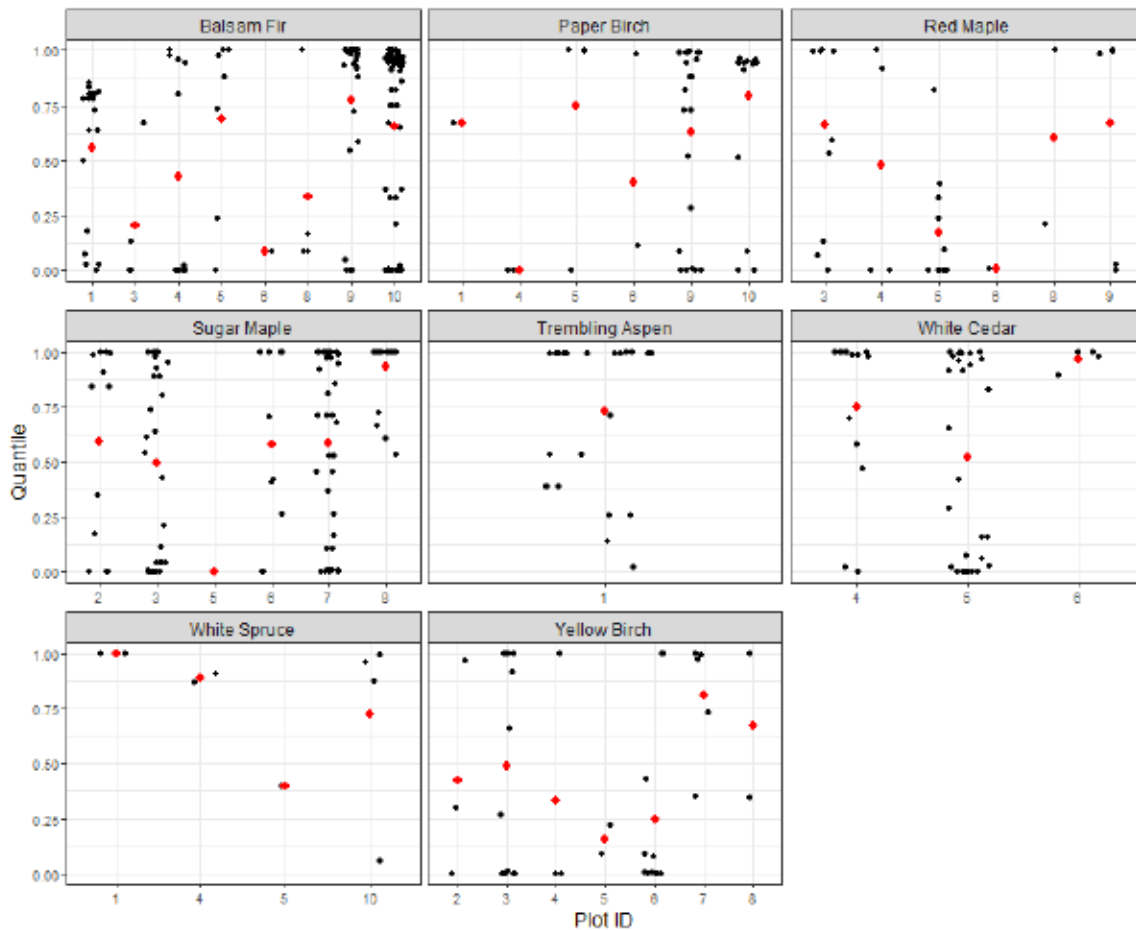 Balsam Fir Paper Birch Red Maple
1.00
0.75
0.50
0.25
0.00
1 3 4 5 6 8 9 10 1 4 5 6 9 10 3 4 5 6 8 9
Sugar Maple Trembling Aspen White Cedar
Quantile
1.00
0.75
0.50
0.25
0.00
2 3 5 6 7 8 1 4 5 6
White Spruce Yellow Birch
1.00
0.75
0.50
0.25
0.00
1 4 5 10 2 3 4 5 6 7 8
Plot ID